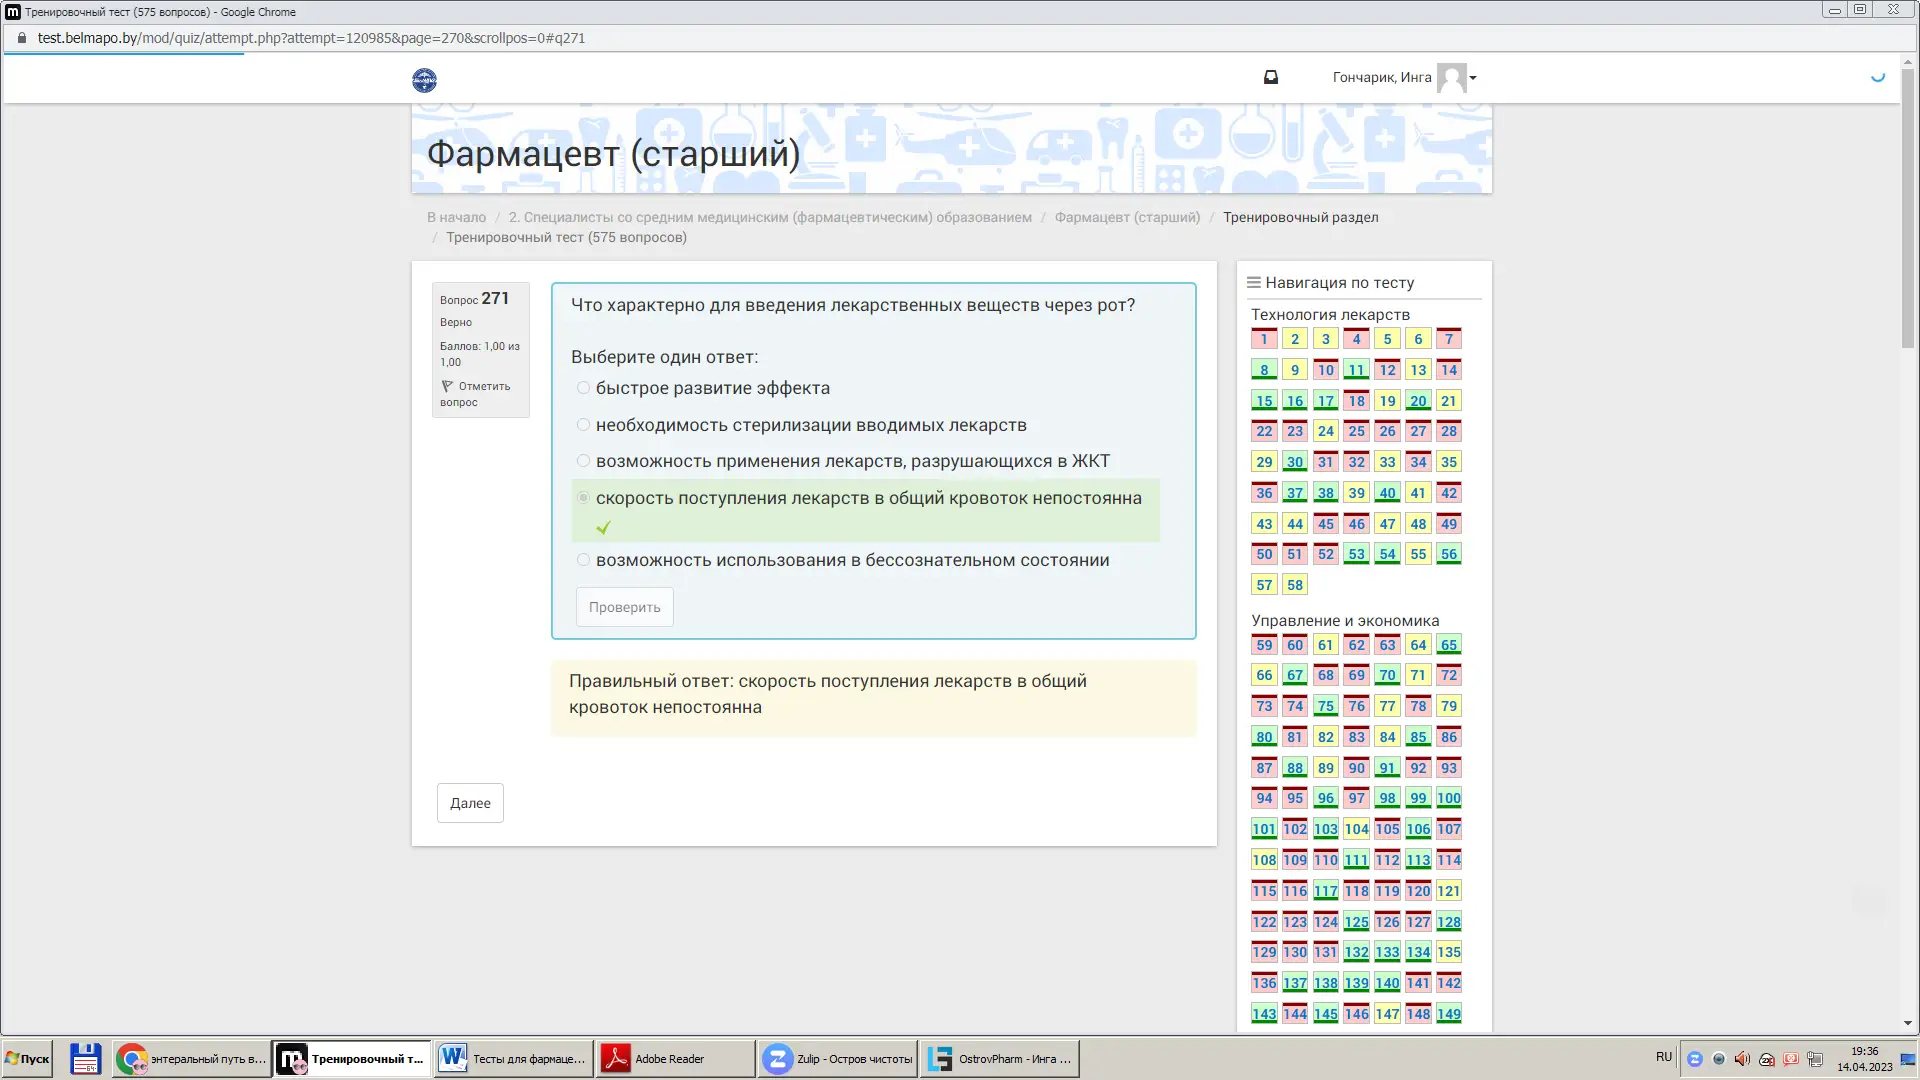 Тренировочный тест (575 вопросов) - Google Chrome
test.belmapo.by/mod/quiz/attempt.php?attempt=120985&page=270&scrollpos=0#q271
Гончарик, Инга
Фармацевт (старший)
В начало / 2. Специалисты со средним медицинским (фармацевтическим) образованием / Фармацевт (старший) / Тренировочный раздел
/ Тренировочный тест (575 вопросов)
Вопрос 271
Верно
Баллов: 1,00 из
1,00
Отметить
вопрос
Что характерно для введения лекарственных веществ через рот?
Выберите один ответ:
быстрое развитие эффекта
необходимость стерилизации вводимых лекарств
возможность применения лекарств, разрушающихся в ЖКТ
скорость поступления лекарств в общий кровоток непостоянна
возможность использования в бессознательном состоянии
Проверить
Правильный ответ: скорость поступления лекарств в общий
кровоток непостоянна
Далее
Навигация по тесту
Технология лекарств
1 2 3 4 5 6 7
8 9 10 11 12 13 14
15 16 17 18 19 20 21
22 23 24 25 26 27 28
29 30 31 32 33 34 35
36 37 38 39 40 41 42
43 44 45 46 47 48 49
50 51 52 53 54 55 56
57 58
Управление и экономика
59 60 61 62 63 64 65
66 67 68 69 70 71 72
73 74 75 76 77 78 79
80 81 82 83 84 85 86
87 88 89 90 91 92 93
94 95 96 97 98 99 100
101 102 103 104 105 106 107
108 109 110 111 112 113 114
115 116 117 118 119 120 121
122 123 124 125 126 127 128
129 130 131 132 133 134 135
136 137 138 139 140 141 142
143 144 145 146 147 148 149
Пуск
энтеральный путь в...
Тренировочный т...
Тесты для фармаце...
Adobe Reader
Zulip - Остров чистоты
OstrovPharm - Инга ...
RU
19:36
14.04.2023